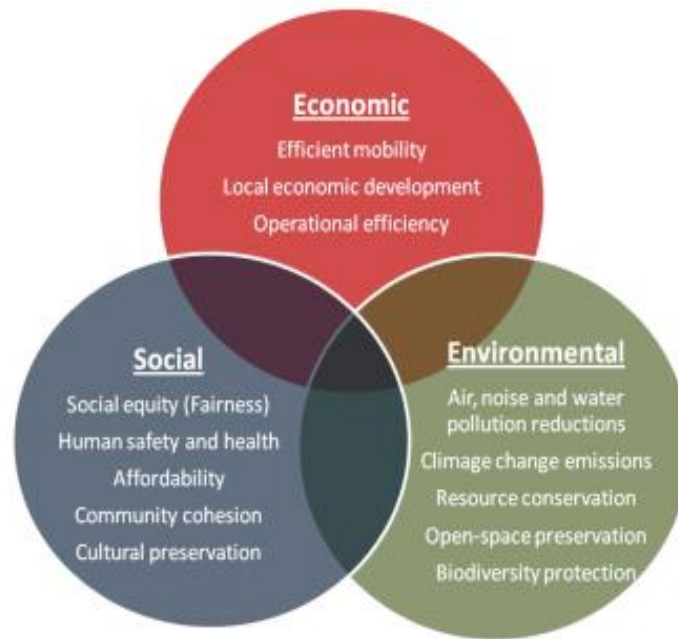 Economic
Efficient mobility
Local economic development
Operational efficiency
Social
Social equity (Fairness)
Human safety and health
Affordability
Community cohesion
Cultural preservation
Environmental
Air, noise and water
pollution reductions
Climage change emissions
Resource conservation
Open-space preservation
Biodiversity protection